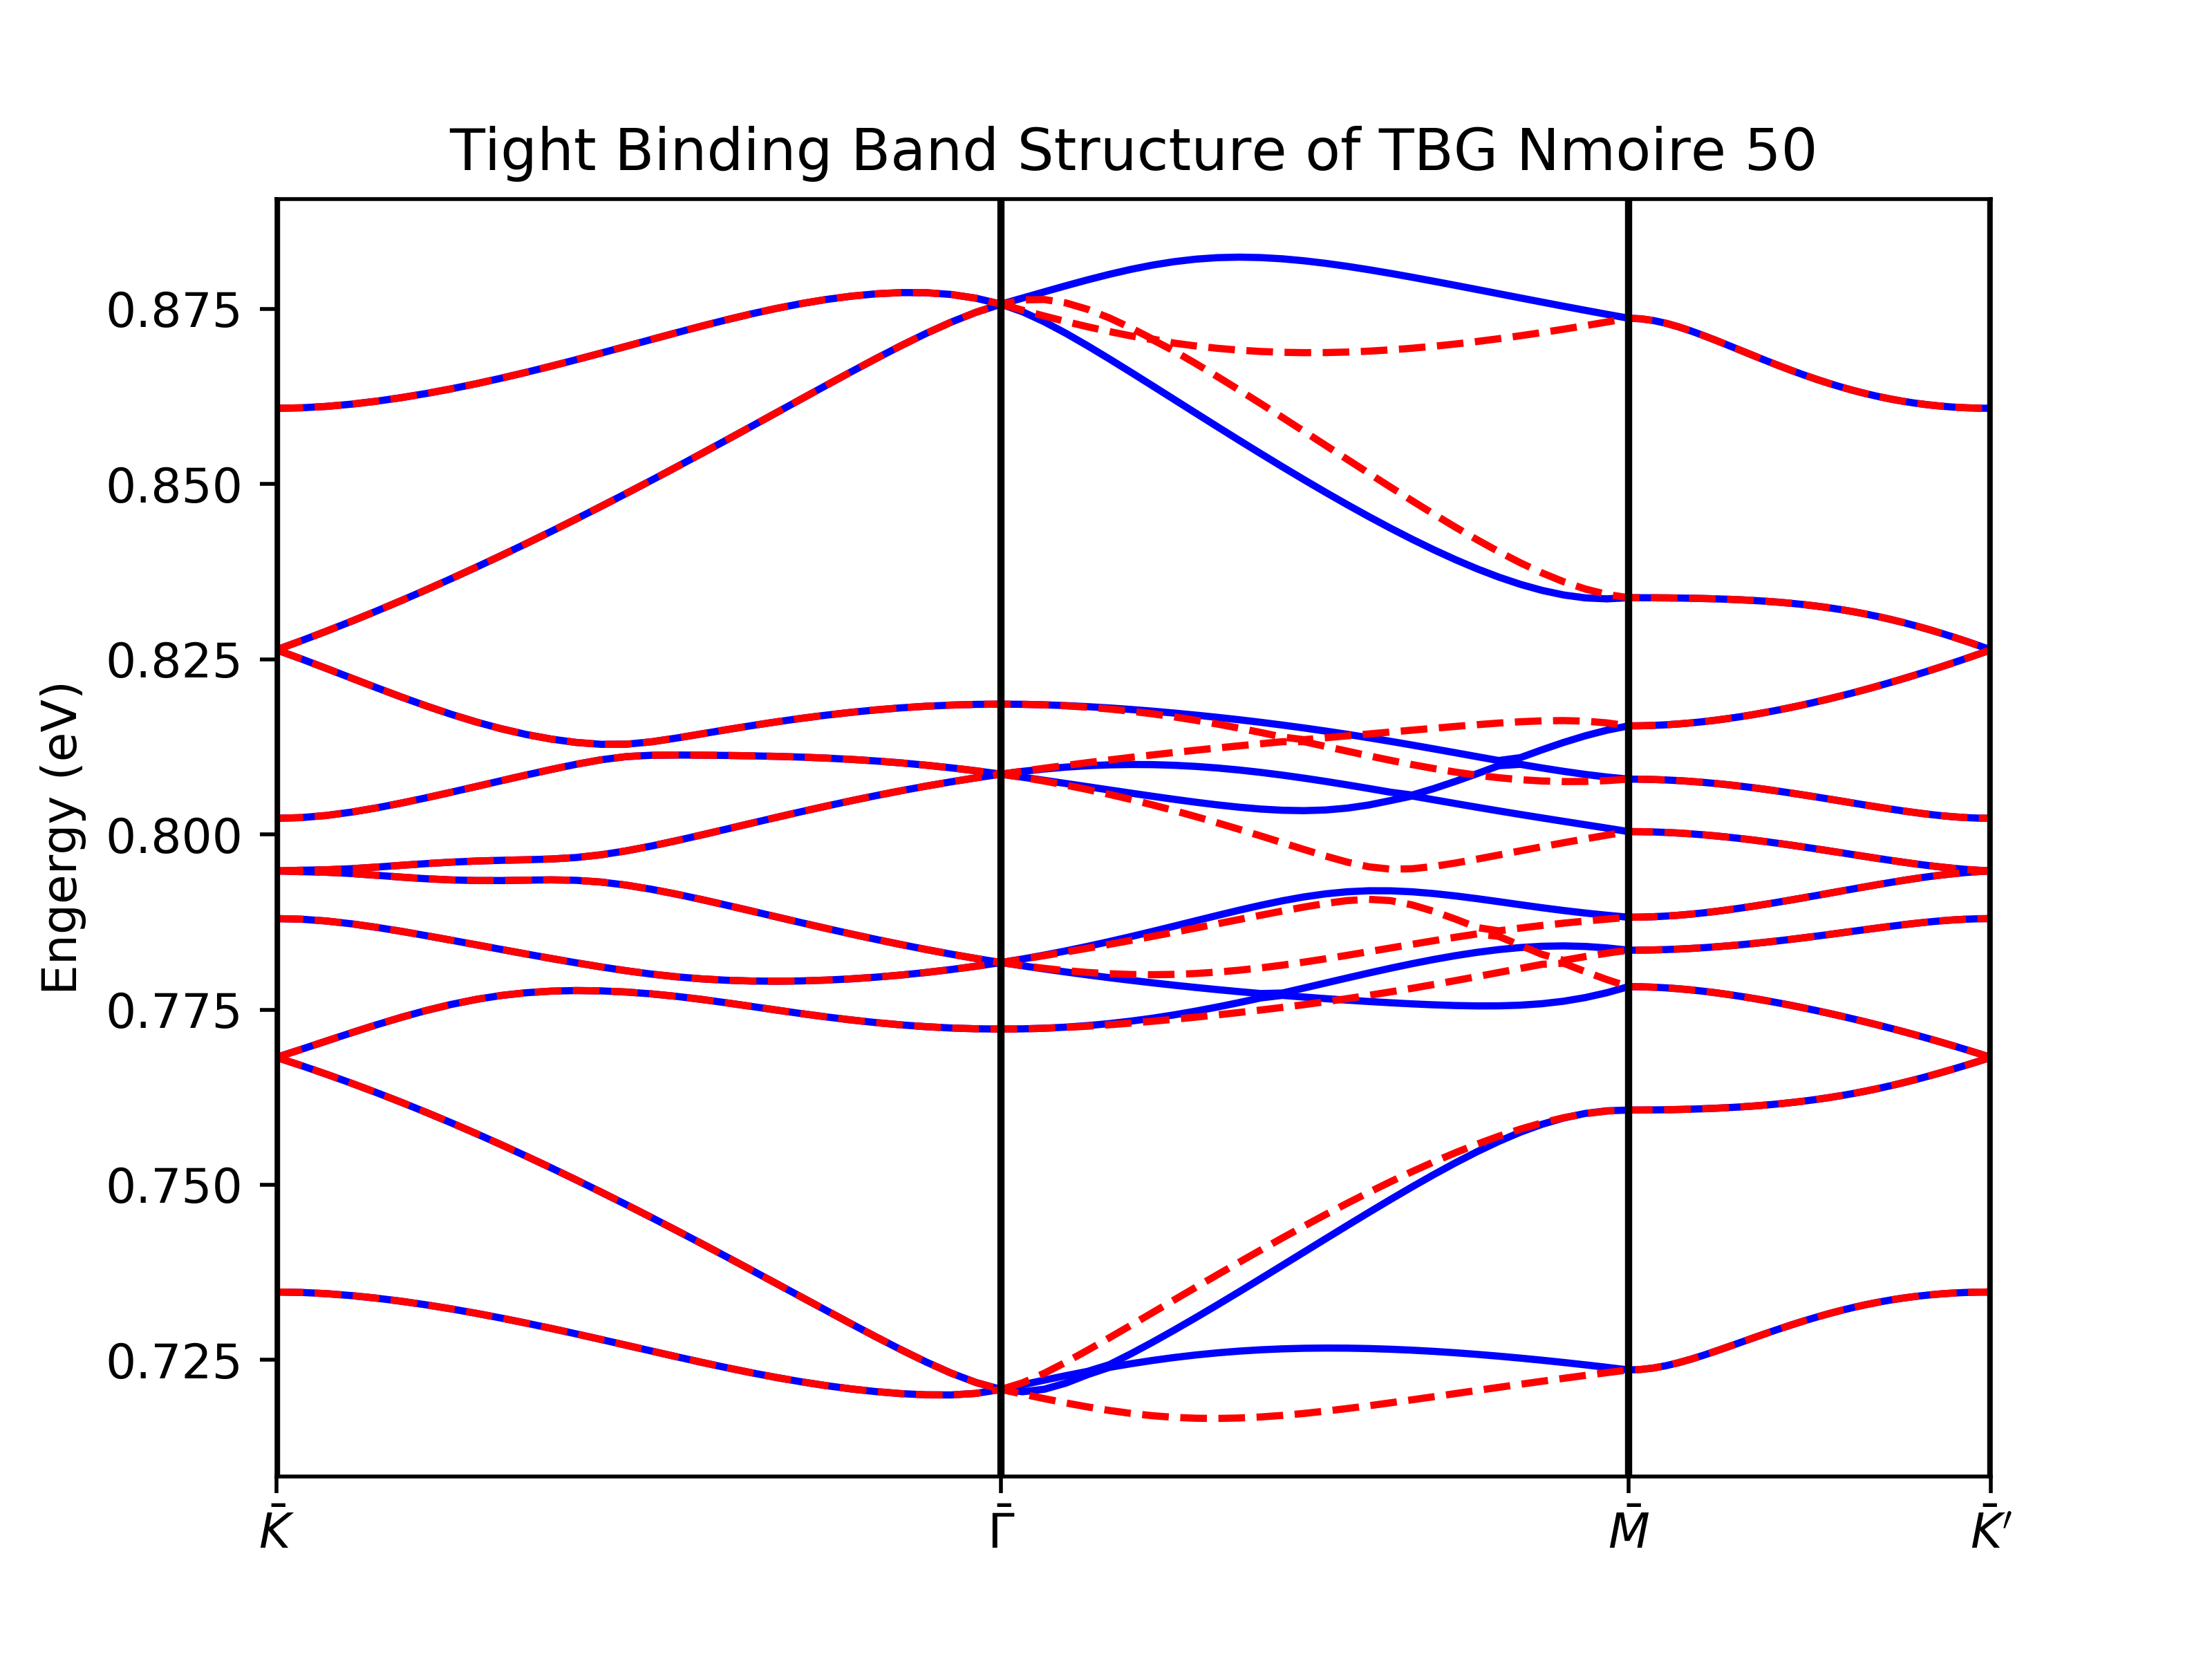 Tight Binding Band Structure of TBG Nmoire 50
Engergy (eV)
0.875
0.850
0.825
0.800
0.775
0.750
0.725
K̄ Γ̄ M̄ K̄′